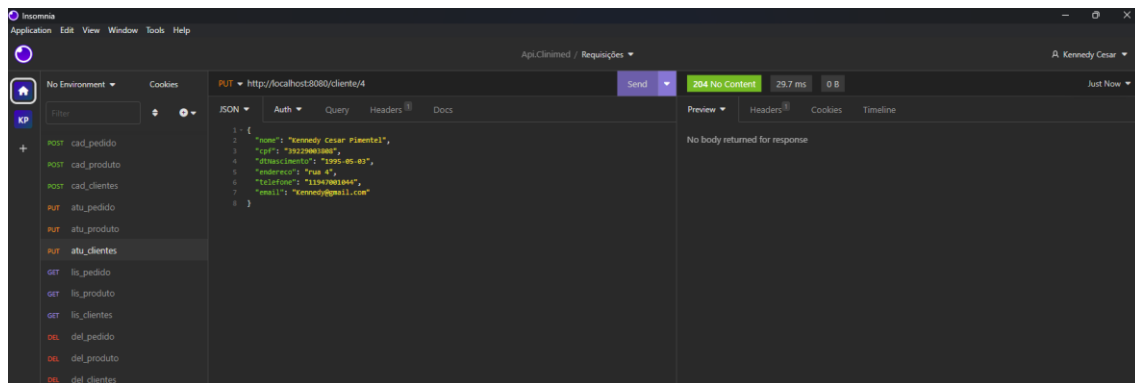 Insomnia
Application Edit View Window Tools Help
Api.Clinimed / Requisições
Kennedy Cesar
No Environment
Cookies
PUT http://localhost:8080/cliente/4
Send
204 No Content 29.7 ms 0 B
Just Now
KP
Filter
JSON Auth Query Headers 1 Docs
Preview Headers 1 Cookies Timeline
POST cad_pedido
POST cad_produto
POST cad_clientes
PUT atu_pedido
PUT atu_produto
PUT atu_clientes
GET lis_pedido
GET lis_produto
GET lis_clientes
DEL del_pedido
DEL del_produto
DEL del_clientes
1 {
2 "nome": "Kennedy Cesar Pimentel",
3 "cpf": "39229003808",
4 "dtNascimento": "1995-05-03",
5 "endereco": "rua 4",
6 "telefone": "11947001044",
7 "email": "Kennedy@gmail.com"
8 }
No body returned for response